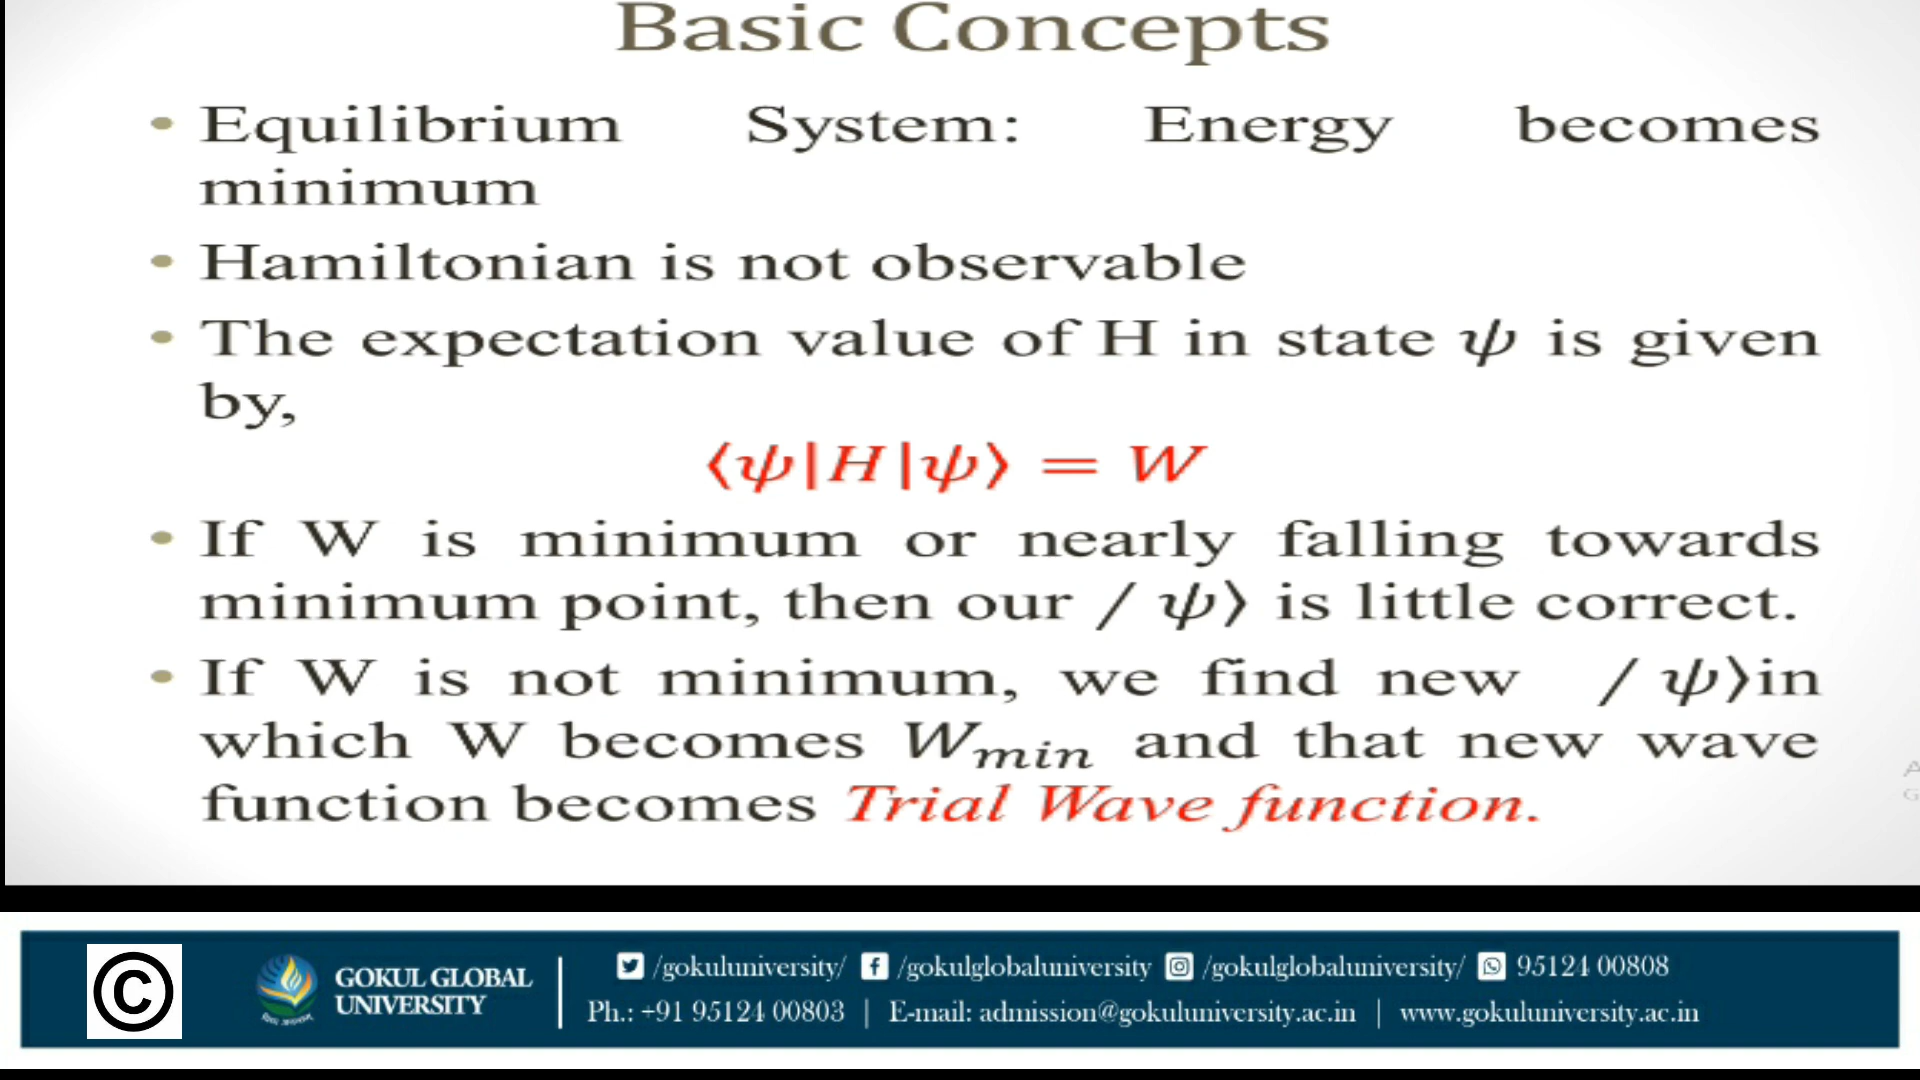 Basic Concepts
• Equilibrium System: Energy becomes
minimum
• Hamiltonian is not observable
• The expectation value of H in state ψ is given
by,
⟨ψ|H|ψ⟩ = W
• If W is minimum or nearly falling towards
minimum point, then our / ψ⟩ is little correct.
• If W is not minimum, we find new / ψ⟩in
which W becomes Wmin and that new wave
function becomes Trial Wave function.
©
GOKUL GLOBAL
UNIVERSITY
/gokuluniversity/ /gokulglobaluniversity /gokulglobaluniversity/ 95124 00808
Ph.: +91 95124 00803 | E-mail: admission@gokuluniversity.ac.in | www.gokuluniversity.ac.in